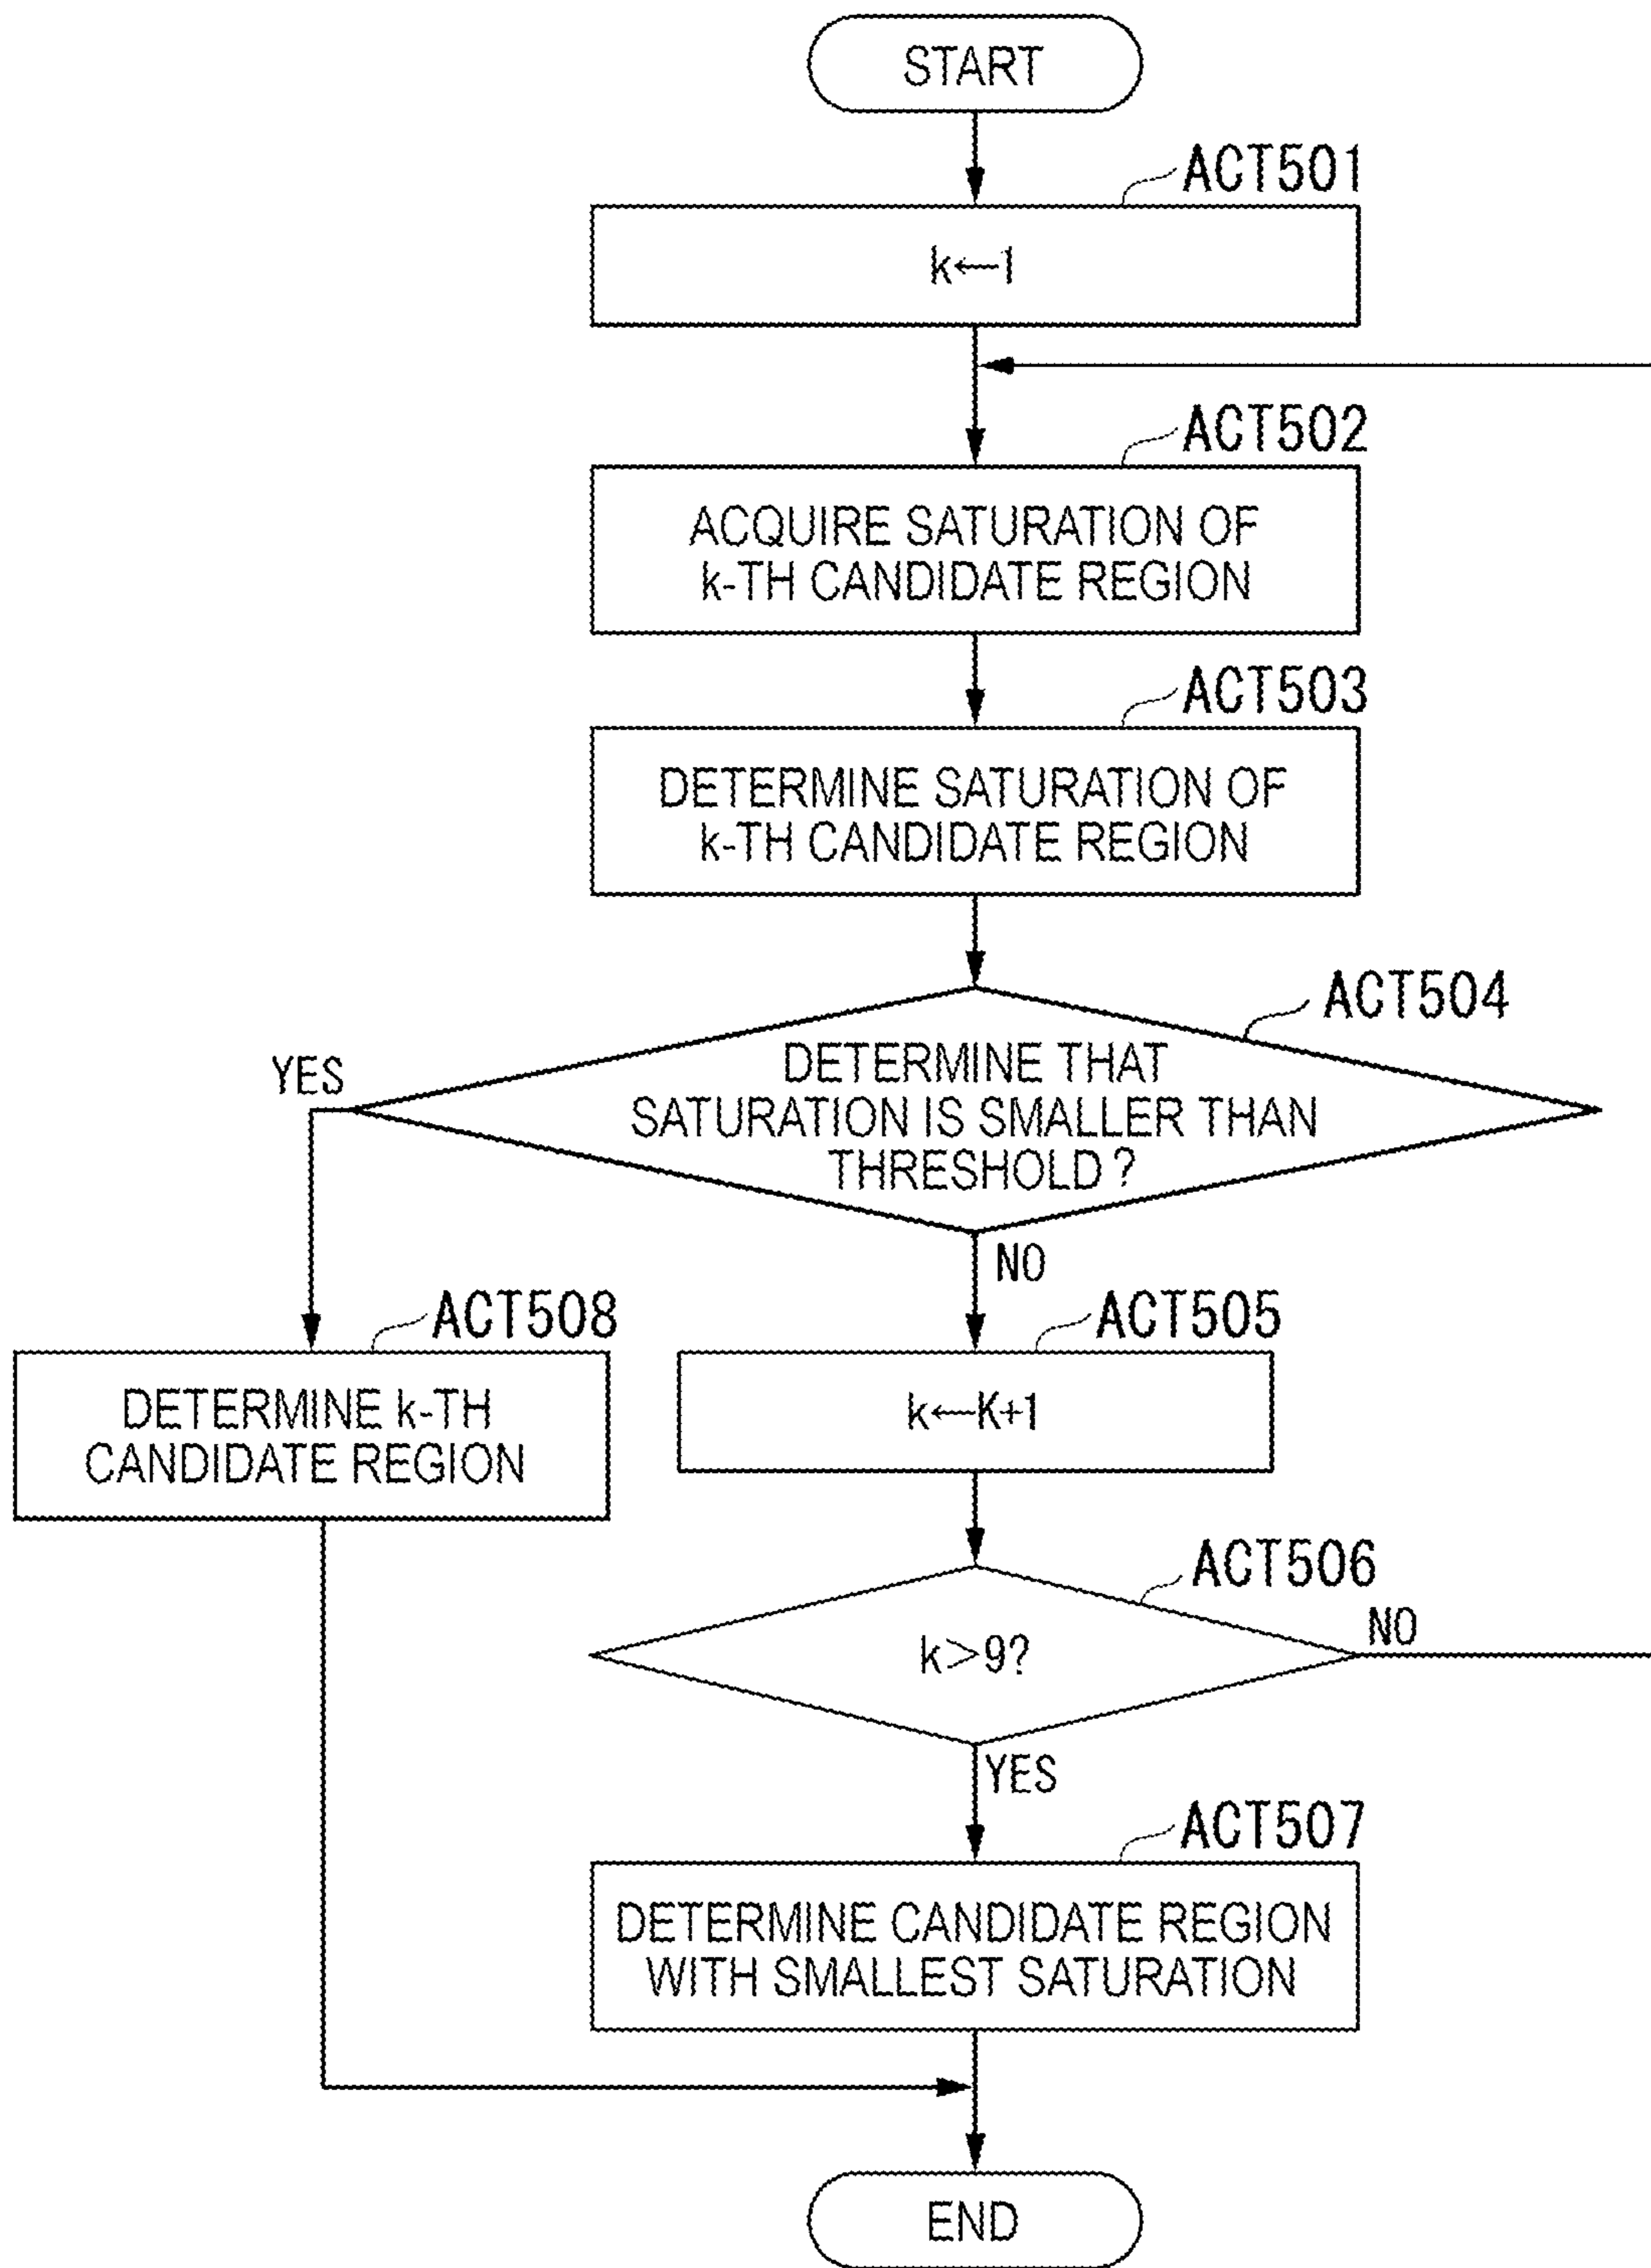 START
ACT501
k←1
ACT502
ACQUIRE SATURATION OF
k-TH CANDIDATE REGION
ACT503
DETERMINE SATURATION OF
k-TH CANDIDATE REGION
ACT504
YES
DETERMINE THAT
SATURATION IS SMALLER THAN
THRESHOLD?
NO
ACT508
ACT505
DETERMINE k-TH
CANDIDATE REGION
k←K+1
ACT506
k>9?
NO
YES
ACT507
DETERMINE CANDIDATE REGION
WITH SMALLEST SATURATION
END